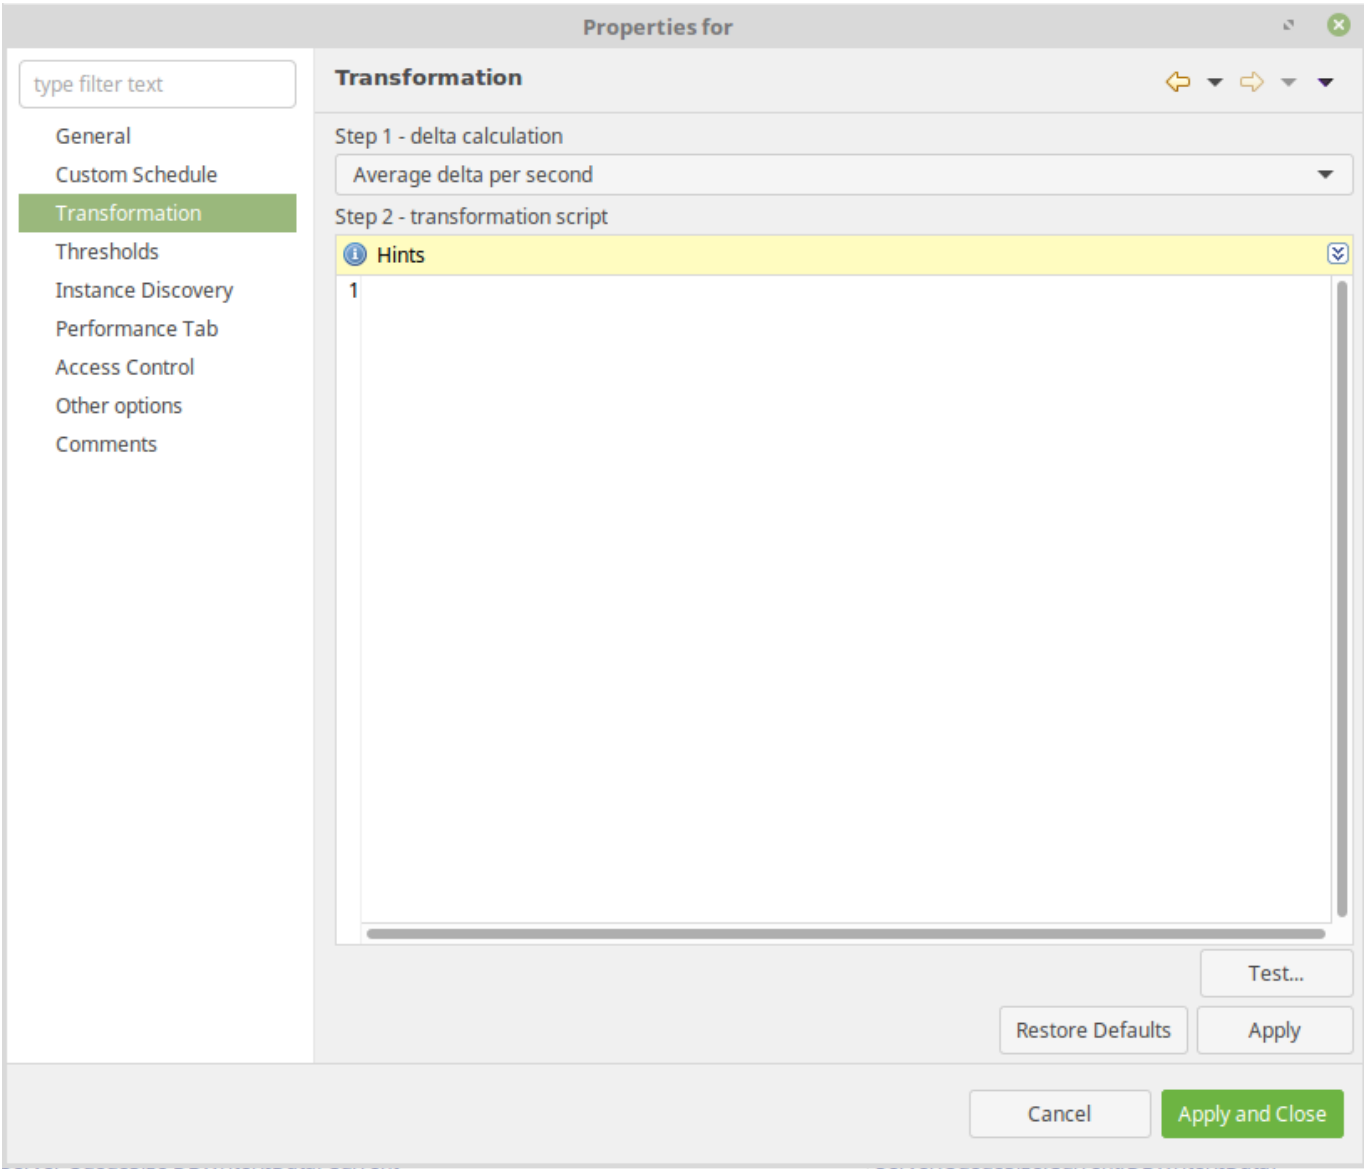 Properties for
type filter text
General
Custom Schedule
Transformation
Thresholds
Instance Discovery
Performance Tab
Access Control
Other options
Comments
Transformation
Step 1 - delta calculation
Average delta per second
Step 2 - transformation script
Hints
1
Test...
Restore Defaults
Apply
Cancel
Apply and Close